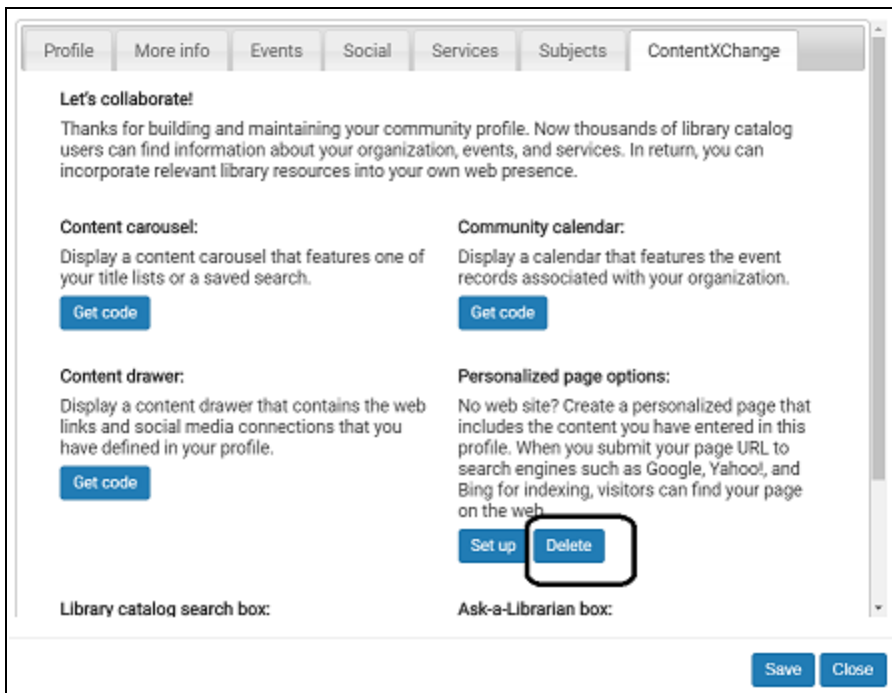 Profile
More info
Events
Social
Services
Subjects
ContentXChange
Let's collaborate!
Thanks for building and maintaining your community profile. Now thousands of library catalog
users can find information about your organization, events, and services. In return, you can
incorporate relevant library resources into your own web presence.
Content carousel:
Display a content carousel that features one of
your title lists or a saved search.
Get code
Community calendar:
Display a calendar that features the event
records associated with your organization.
Get code
Content drawer:
Display a content drawer that contains the web
links and social media connections that you
have defined in your profile.
Get code
Personalized page options:
No web site? Create a personalized page that
includes the content you have entered in this
profile. When you submit your page URL to
search engines such as Google, Yahoo!, and
Bing for indexing, visitors can find your page
on the web.
Set up
Delete
Library catalog search box:
Ask-a-Librarian box:
Save
Close